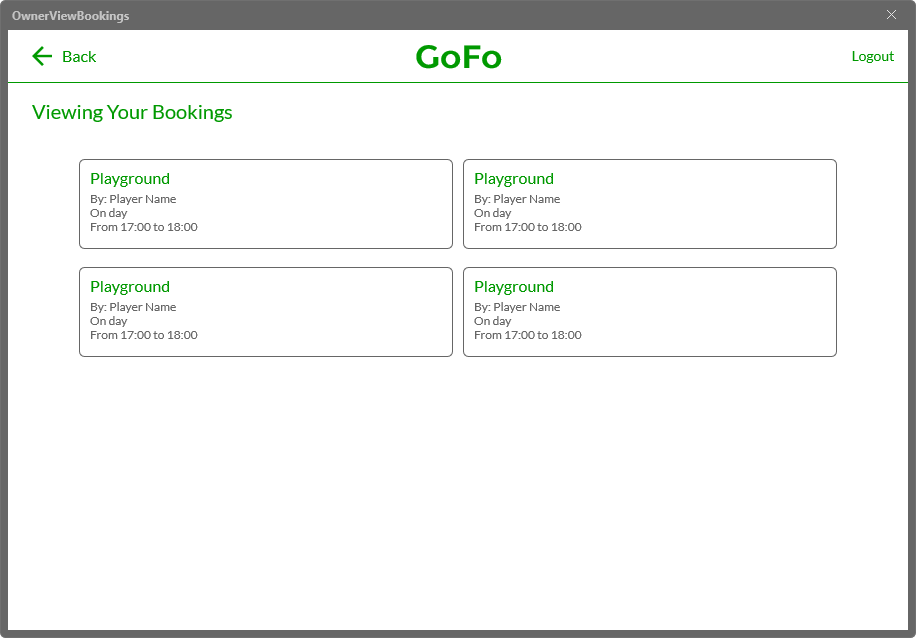 OwnerViewBookings
Back
GoFo
Logout
Viewing Your Bookings
Playground
By: Player Name
On day
From 17:00 to 18:00
Playground
By: Player Name
On day
From 17:00 to 18:00
Playground
By: Player Name
On day
From 17:00 to 18:00
Playground
By: Player Name
On day
From 17:00 to 18:00